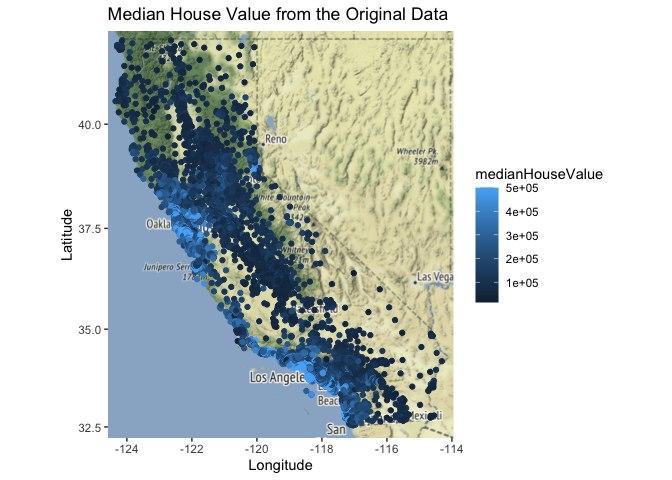 Median House Value from the Original Data
Latitude
40.0
37.5
35.0
32.5
Reno
Wheeler Pk.
3982m
White Mountain
Peak
Oakla
Whitney
Junipero Serr
Las Vega
Los Angele
Beac
San
-124
-122
-120
-118
-116
-114
Longitude
medianHouseValue
5e+05
4e+05
3e+05
2e+05
1e+05